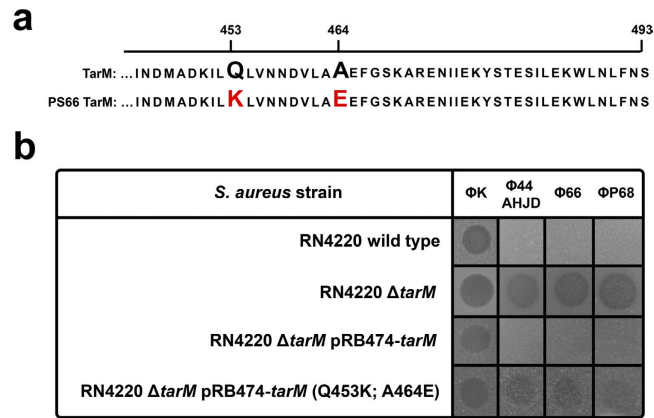 a
453 464 493
TarM: ...INDMADKILQLVNNDVLAAEFGSKARENIIEKYSTESILEKWLNLFNS
PS66 TarM: ...INDMADKILKLVNNDVLAEEFGSKARENIIEKYSTESILEKWLNLFNS
b
S. aureus strain ΦK Φ44 AHJD Φ66 ΦP68
RN4220 wild type
RN4220 ΔtarM
RN4220 ΔtarM pRB474-tarM
RN4220 ΔtarM pRB474-tarM (Q453K; A464E)